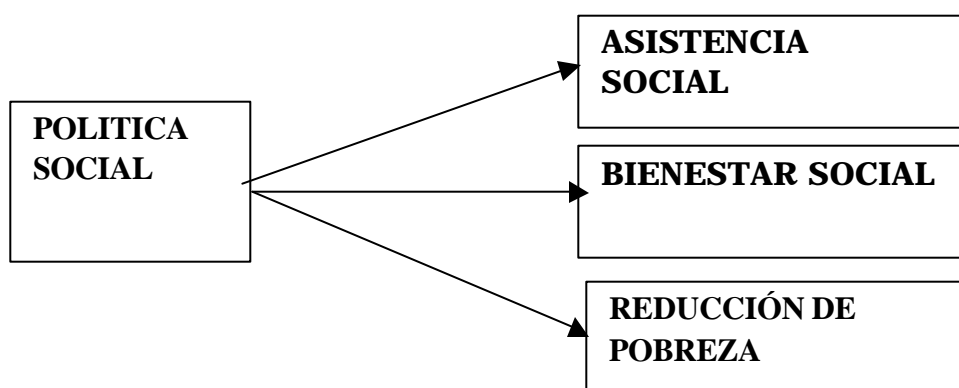 POLITICA
SOCIAL
ASISTENCIA
SOCIAL
BIENESTAR SOCIAL
REDUCCIÓN DE
POBREZA